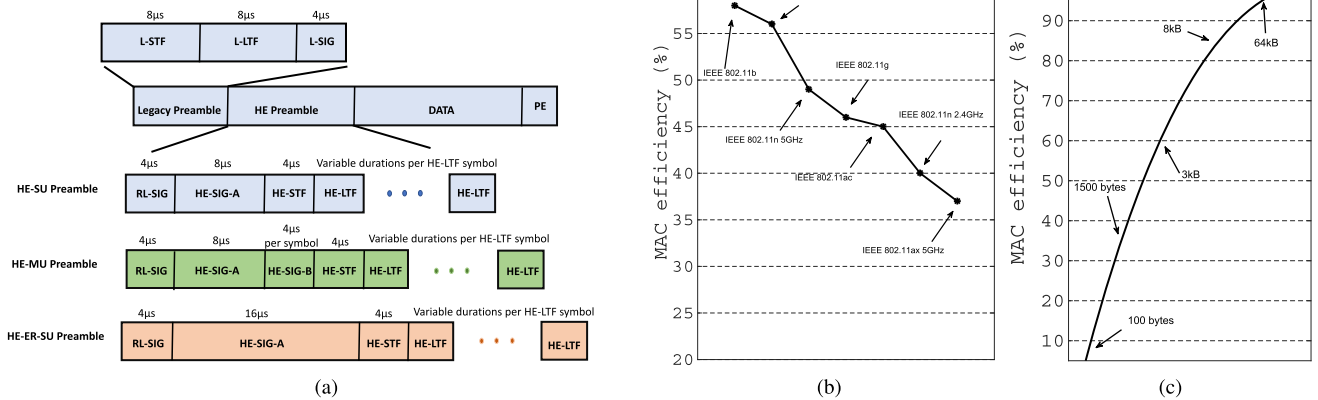 8µs 8µs 4µs
L-STF L-LTF L-SIG
Legacy Preamble HE Preamble DATA PE
4µs 8µs 4µs Variable durations per HE-LTF symbol
HE-SU Preamble RL-SIG HE-SIG-A HE-STF HE-LTF HE-LTF
4µs
4µs 8µs per symbol 4µs Variable durations per HE-LTF symbol
HE-MU Preamble RL-SIG HE-SIG-A HE-SIG-B HE-STF HE-LTF HE-LTF
4µs 16µs 4µs Variable durations per HE-LTF symbol
HE-ER-SU Preamble RL-SIG HE-SIG-A HE-STF HE-LTF HE-LTF
(a)
MAC efficiency (%)
55
50
45
40
35
30
25
20
IEEE 802.11b
IEEE 802.11g
IEEE 802.11n 2.4GHz
IEEE 802.11n 5GHz
IEEE 802.11ac
IEEE 802.11ax 5GHz
(b)
MAC efficiency (%)
90
80
70
60
50
40
30
20
10
8kB
64kB
3kB
1500 bytes
100 bytes
(c)